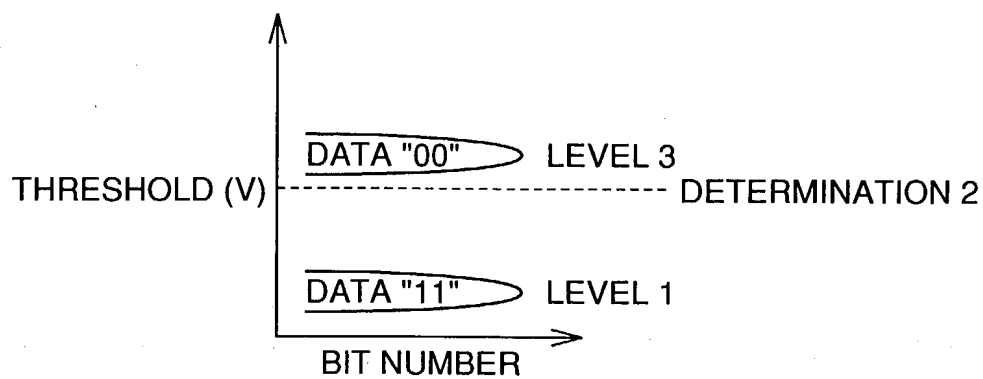 DATA "00" LEVEL 3
THRESHOLD (V) DETERMINATION 2
DATA "11" LEVEL 1
BIT NUMBER